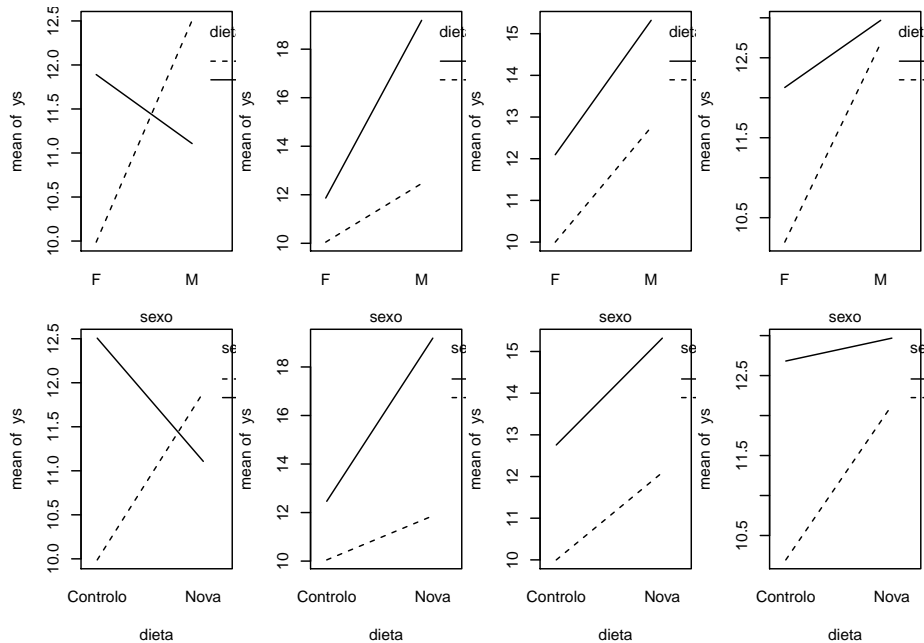 mean of ys
10.0 10.5 11.0 11.5 12.0 12.5
F M
sexo
diet
mean of ys
10 12 14 16 18
F M
sexo
diet
mean of ys
10 11 12 13 14 15
F M
sexo
diet
mean of ys
10.5 11.5 12.5
F M
sexo
diet
mean of ys
10.0 10.5 11.0 11.5 12.0 12.5
Controlo Nova
dieta
se
mean of ys
10 12 14 16 18
Controlo Nova
dieta
se
mean of ys
10 11 12 13 14 15
Controlo Nova
dieta
se
mean of ys
10.5 11.5 12.5
Controlo Nova
dieta
se